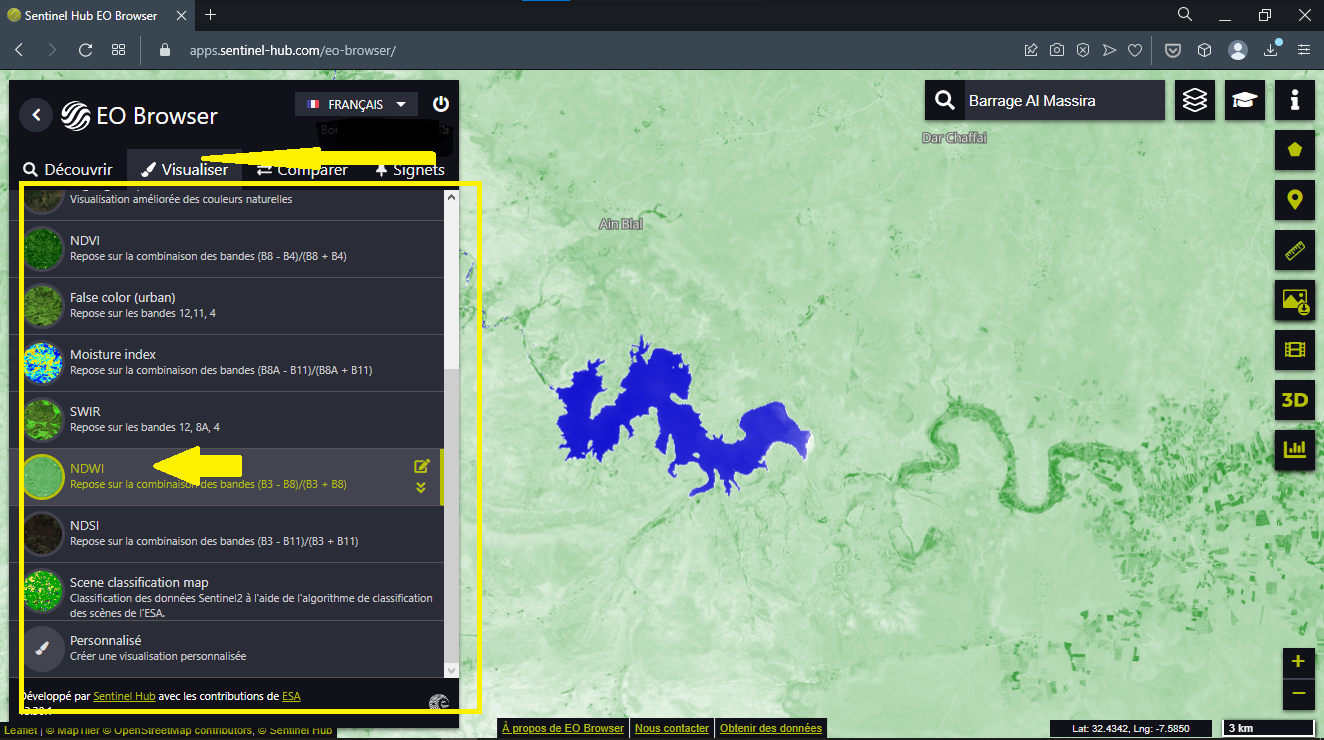 Sentinel Hub EO Browser
apps.sentinel-hub.com/eo-browser/
EO Browser
FRANÇAIS
Découvrir
Visualiser
Comparer
Signets
Visualisation améliorée des couleurs naturelles
NDVI
Repose sur la combinaison des bandes (B8 - B4)/(B8 + B4)
False color (urban)
Repose sur les bandes 12,11, 4
Moisture index
Repose sur la combinaison des bandes (B8A - B11)/(B8A + B11)
SWIR
Repose sur les bandes 12, 8A, 4
NDWI
Repose sur la combinaison des bandes (B3 - B8)/(B3 + B8)
NDSI
Repose sur la combinaison des bandes (B3 - B11)/(B3 + B11)
Scene classification map
Classification des données Sentinel2 à l'aide de l'algorithme de classification
des scènes de l'ESA.
Personnalisé
Créer une visualisation personnalisée
Développé par Sentinel Hub avec les contributions de ESA
Leaflet | © MapTiler © OpenStreetMap contributors, © Sentinel Hub
Barrage Al Massira
Dar Chaffai
Ain Blal
3D
À propos de EO Browser
Nous contacter
Obtenir des données
Lat: 32.4342, Lng: -7.5850
3 km